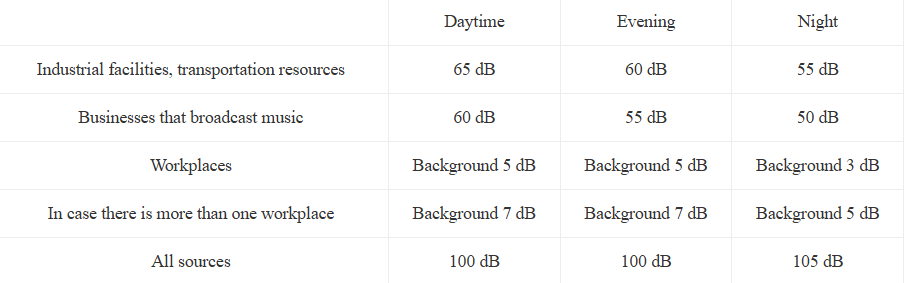 Daytime Evening Night
Industrial facilities, transportation resources 65 dB 60 dB 55 dB
Businesses that broadcast music 60 dB 55 dB 50 dB
Workplaces Background 5 dB Background 5 dB Background 3 dB
In case there is more than one workplace Background 7 dB Background 7 dB Background 5 dB
All sources 100 dB 100 dB 105 dB